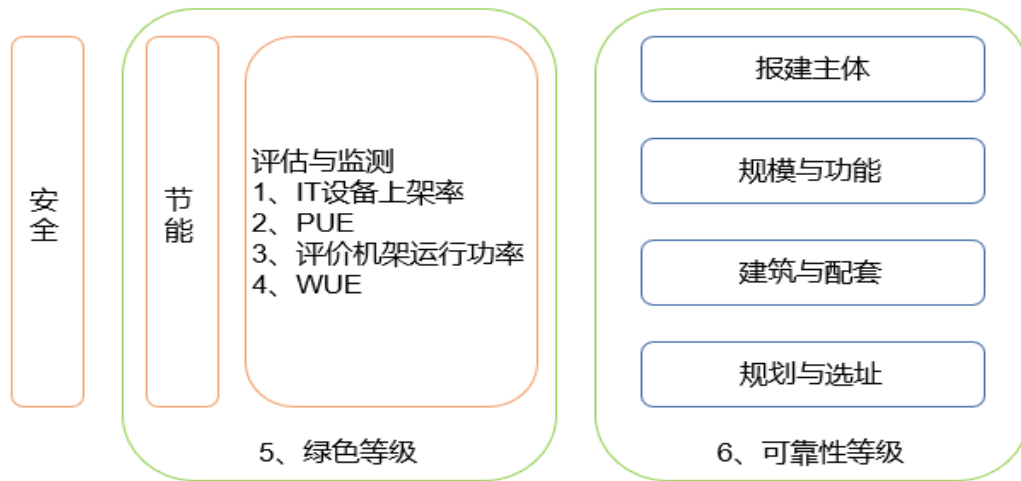 安全
节能
评估与监测
1、IT设备上架率
2、PUE
3、评价机架运行功率
4、WUE
5、绿色等级
报建主体
规模与功能
建筑与配套
规划与选址
6、可靠性等级